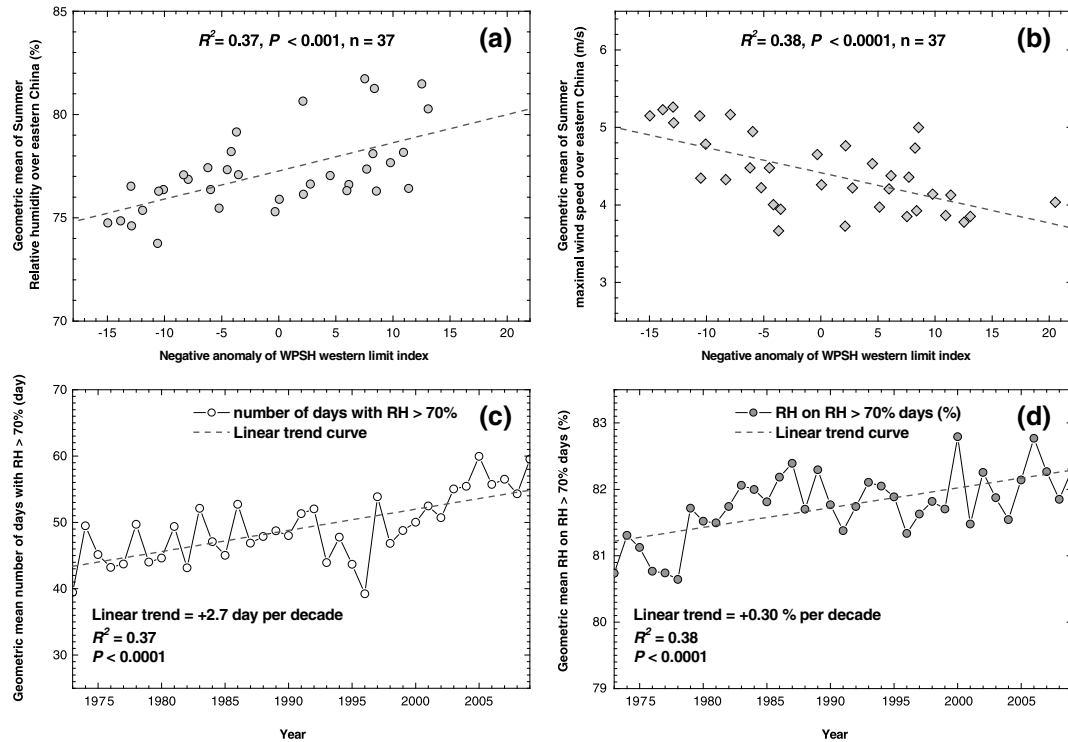 (a)
R² = 0.37, P < 0.001, n = 37
85
80
75
70
Geometric mean of Summer
Relative humidity over eastern China (%)
-15 -10 -5 0 5 10 15 20
Negative anomaly of WPSH western limit index
(b)
R² = 0.38, P < 0.0001, n = 37
6
5
4
3
Geometric mean of Summer
maximal wind speed over eastern China (m/s)
-15 -10 -5 0 5 10 15 20
Negative anomaly of WPSH western limit index
(c)
number of days with RH > 70%
Linear trend curve
70
60
50
40
30
Geometric mean number of days with RH > 70% (day)
Linear trend = +2.7 day per decade
R² = 0.37
P < 0.0001
1975 1980 1985 1990 1995 2000 2005
Year
(d)
RH on RH > 70% days (%)
Linear trend curve
83
82
81
80
79
Geometric mean RH on RH > 70% days (%)
Linear trend = +0.30 % per decade
R² = 0.38
P < 0.0001
1975 1980 1985 1990 1995 2000 2005
Year